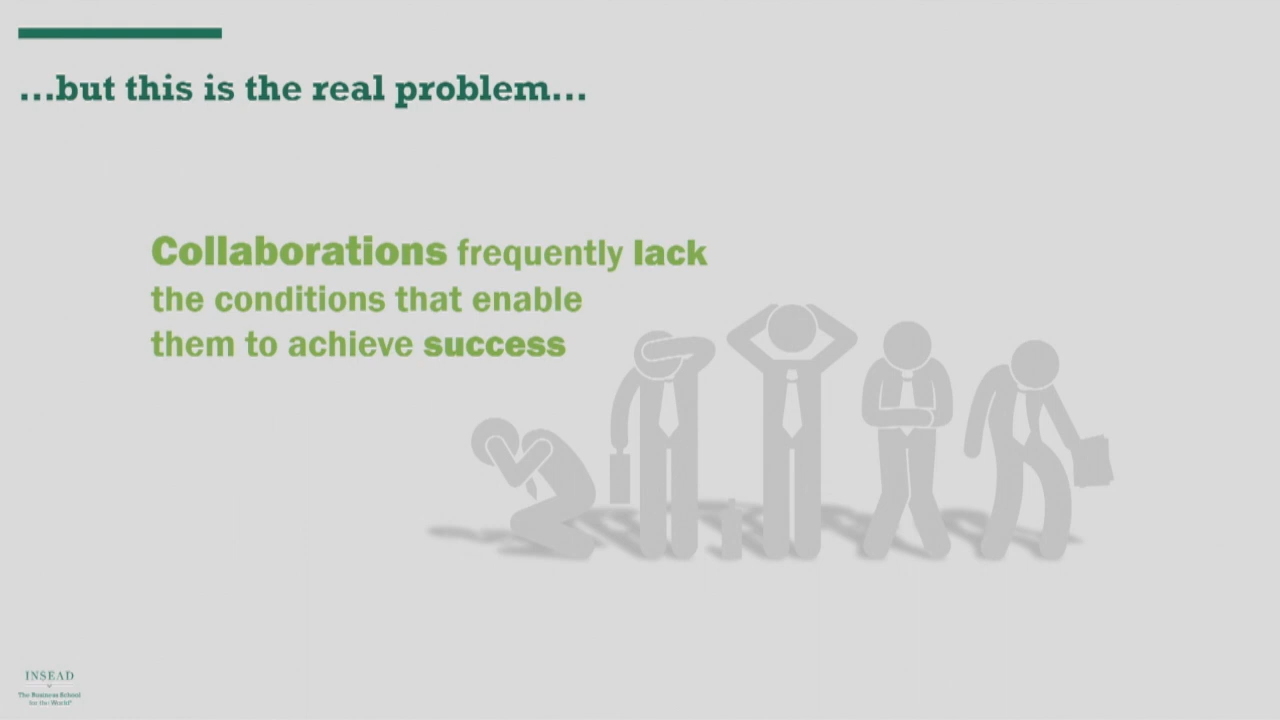 ...but this is the real problem...
Collaborations frequently lack
the conditions that enable
them to achieve success
INSEAD
The Business School
for the World®